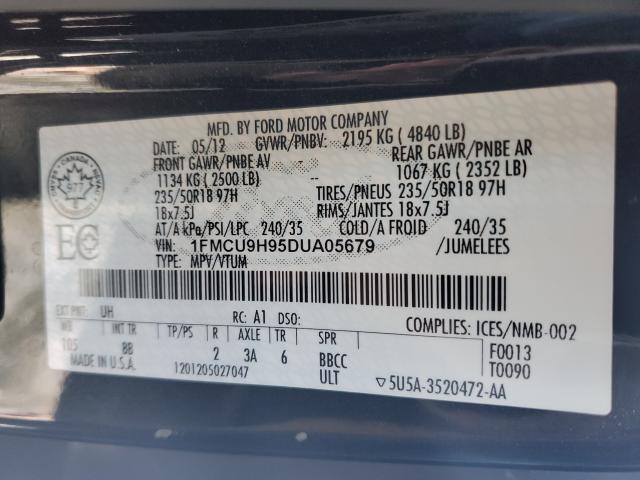 MFD. BY FORD MOTOR COMPANY
DATE: 05/12 GVWR/PNBV: 2195 KG ( 4840 LB)
FRONT GAWR/PNBE AV -- REAR GAWR/PNBE AR
1134 KG ( 2500 LB) -- 1067 KG ( 2352 LB)
235/50R18 97H TIRES/PNEUS 235/50R18 97H
18x7.5J RIMS/JANTES 18x7.5J
AT/A kPa/PSI/LPC 240/35 COLD/A FROID 240/35
VIN: 1FMCU9H95DUA05679 /JUMELEES
TYPE: MPV/VTUM
CANADA
977
EC
EXT PNT: UH RC: A1 DSO: COMPLIES: ICES/NMB-002
WB INT TR TP/PS R AXLE TR SPR F0013
105 8B 2 3A 6 BBCC T0090
MADE IN U.S.A. 1201205027047 ULT 5U5A-3520472-AA